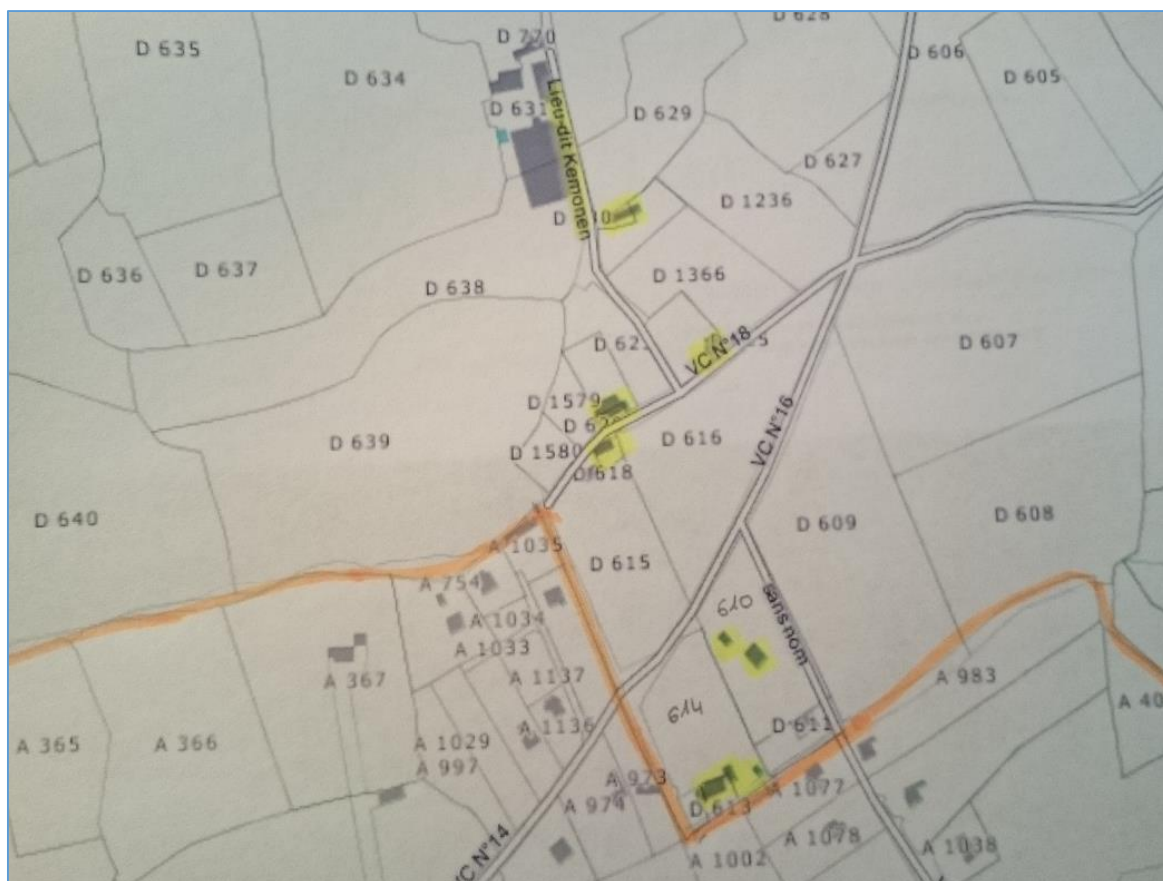 D 635
D 634
D 770
D 628
D 606
D 605
D 631
Lieu-dit Kemonen
D 629
D 627
D 1236
D 636
D 637
D 638
D 1366
VC N°18
D 607
D 1579
D 639
D 1580
D 618
D 616
VC N°16
D 640
D 609
D 608
A 1035
D 615
A 754
A 1034
A 1033
610
sans nom
A 367
A 1137
A 983
614
A 1136
D 612
A 365
A 366
A 1029
A 997
A 973
A 974
D 613
A 1077
A 1078
A 1038
A 1002
VC N°14